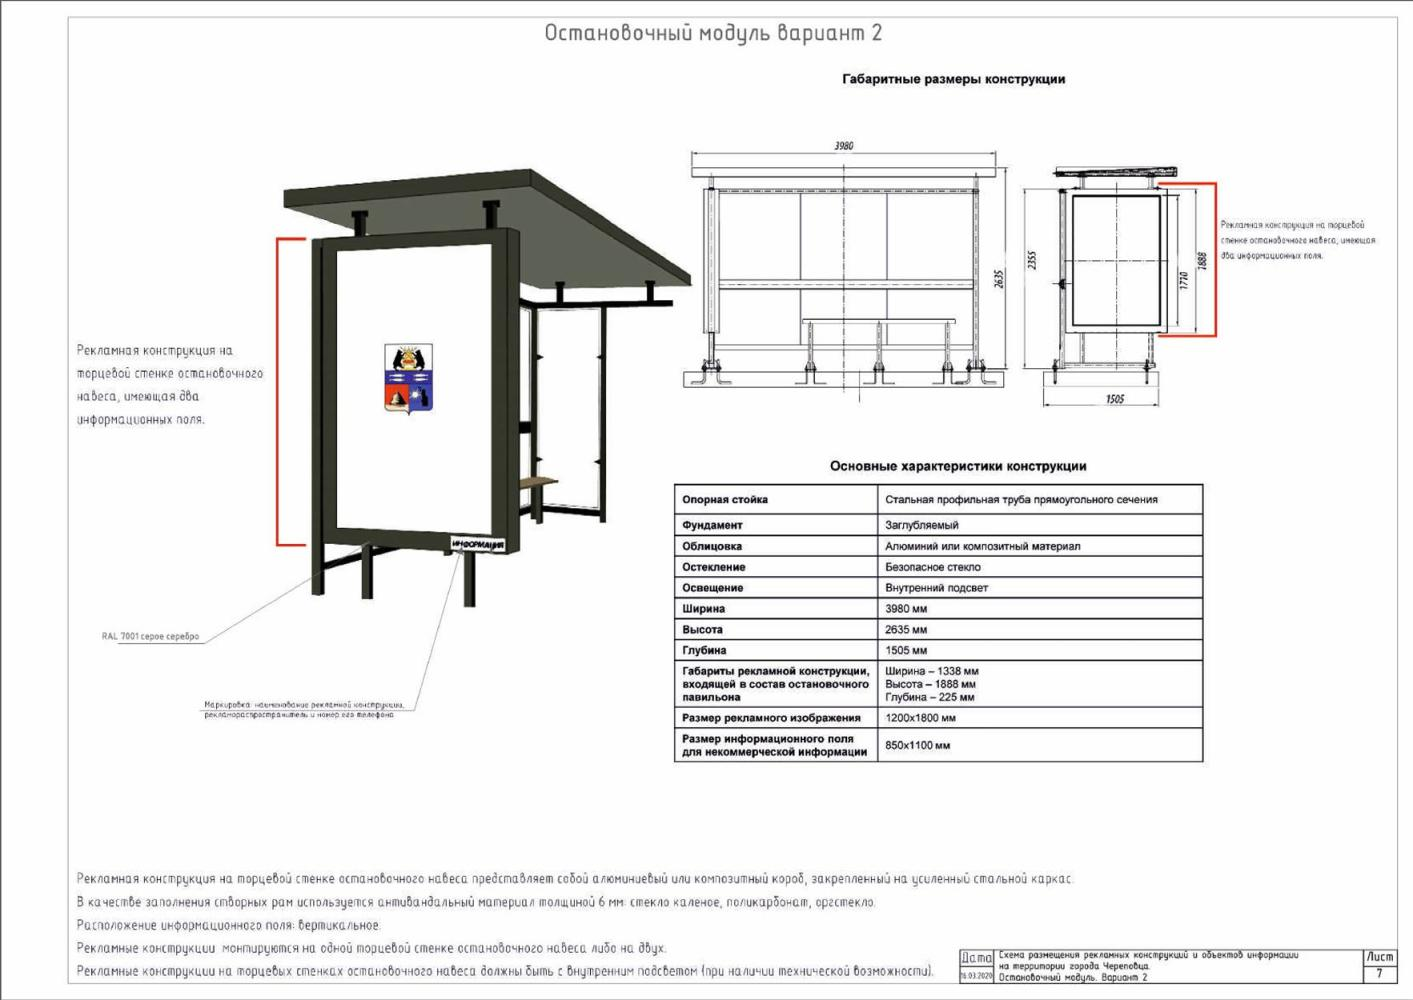 Остановочный модуль вариант 2
Габаритные размеры конструкции
3980
2635
2355
1710
1888
1505
Рекламная конструкция на торцевой
стенке остановочного навеса, имеющая
два информационных поля.
Рекламная конструкция на
торцевой стенке остановочного
навеса, имеющая два
информационных поля.
ИНФОРМАЦИЯ
RAL 7001 серое серебро
Маркировка: наименование рекламной конструкции,
рекламораспространитель и номер его телефона
Основные характеристики конструкции
Опорная стойка Стальная профильная труба прямоугольного сечения
Фундамент Заглубляемый
Облицовка Алюминий или композитный материал
Остекление Безопасное стекло
Освещение Внутренний подсвет
Ширина 3980 мм
Высота 2635 мм
Глубина 1505 мм
Габариты рекламной конструкции, Ширина – 1338 мм
входящей в состав остановочного Высота – 1888 мм
павильона Глубина – 225 мм
Размер рекламного изображения 1200х1800 мм
Размер информационного поля
для некоммерческой информации 850х1100 мм
Рекламная конструкция на торцевой стенке остановочного навеса представляет собой алюминиевый или композитный короб, закрепленный на усиленный стальной каркас.
В качестве заполнения створных рам используется антивандальный материал толщиной 6 мм: стекло каленое, поликарбонат, оргстекло.
Расположение информационного поля: вертикальное.
Рекламные конструкции монтируются на одной торцевой стенке остановочного навеса либо на двух.
Рекламные конструкции на торцевых стенках остановочного навеса должны быть с внутренним подсветом (при наличии технической возможности).
Дата
16.03.2020
Схема размещения рекламных конструкций и объектов информации
на территории города Череповца.
Остановочный модуль. Вариант 2
Лист
7